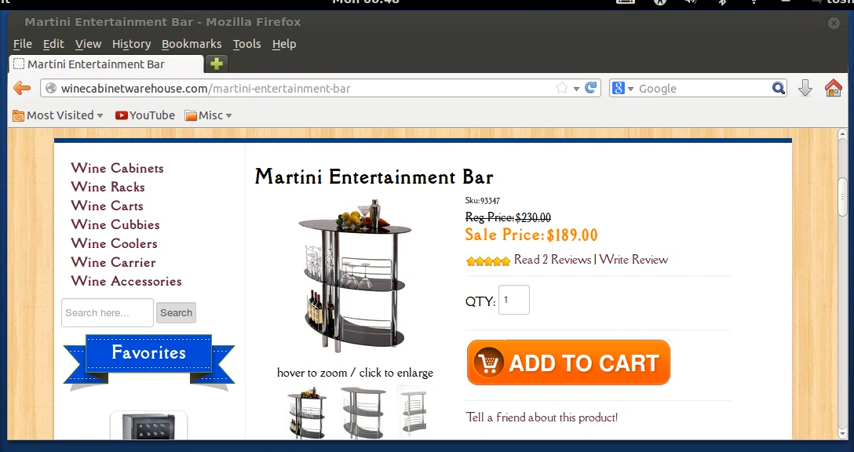 Mon 08:48
Martini Entertainment Bar - Mozilla Firefox
File Edit View History Bookmarks Tools Help
Martini Entertainment Bar
winecabinetwarehouse.com/martini-entertainment-bar
Google
Most Visited YouTube Misc
Wine Cabinets
Wine Racks
Wine Carts
Wine Cubbies
Wine Coolers
Wine Carrier
Wine Accessories
Search here... Search
Favorites
Martini Entertainment Bar
hover to zoom / click to enlarge
Sku:93347
Reg Price:$230.00
Sale Price:$189.00
Read 2 Reviews | Write Review
QTY: 1
ADD TO CART
Tell a friend about this product!